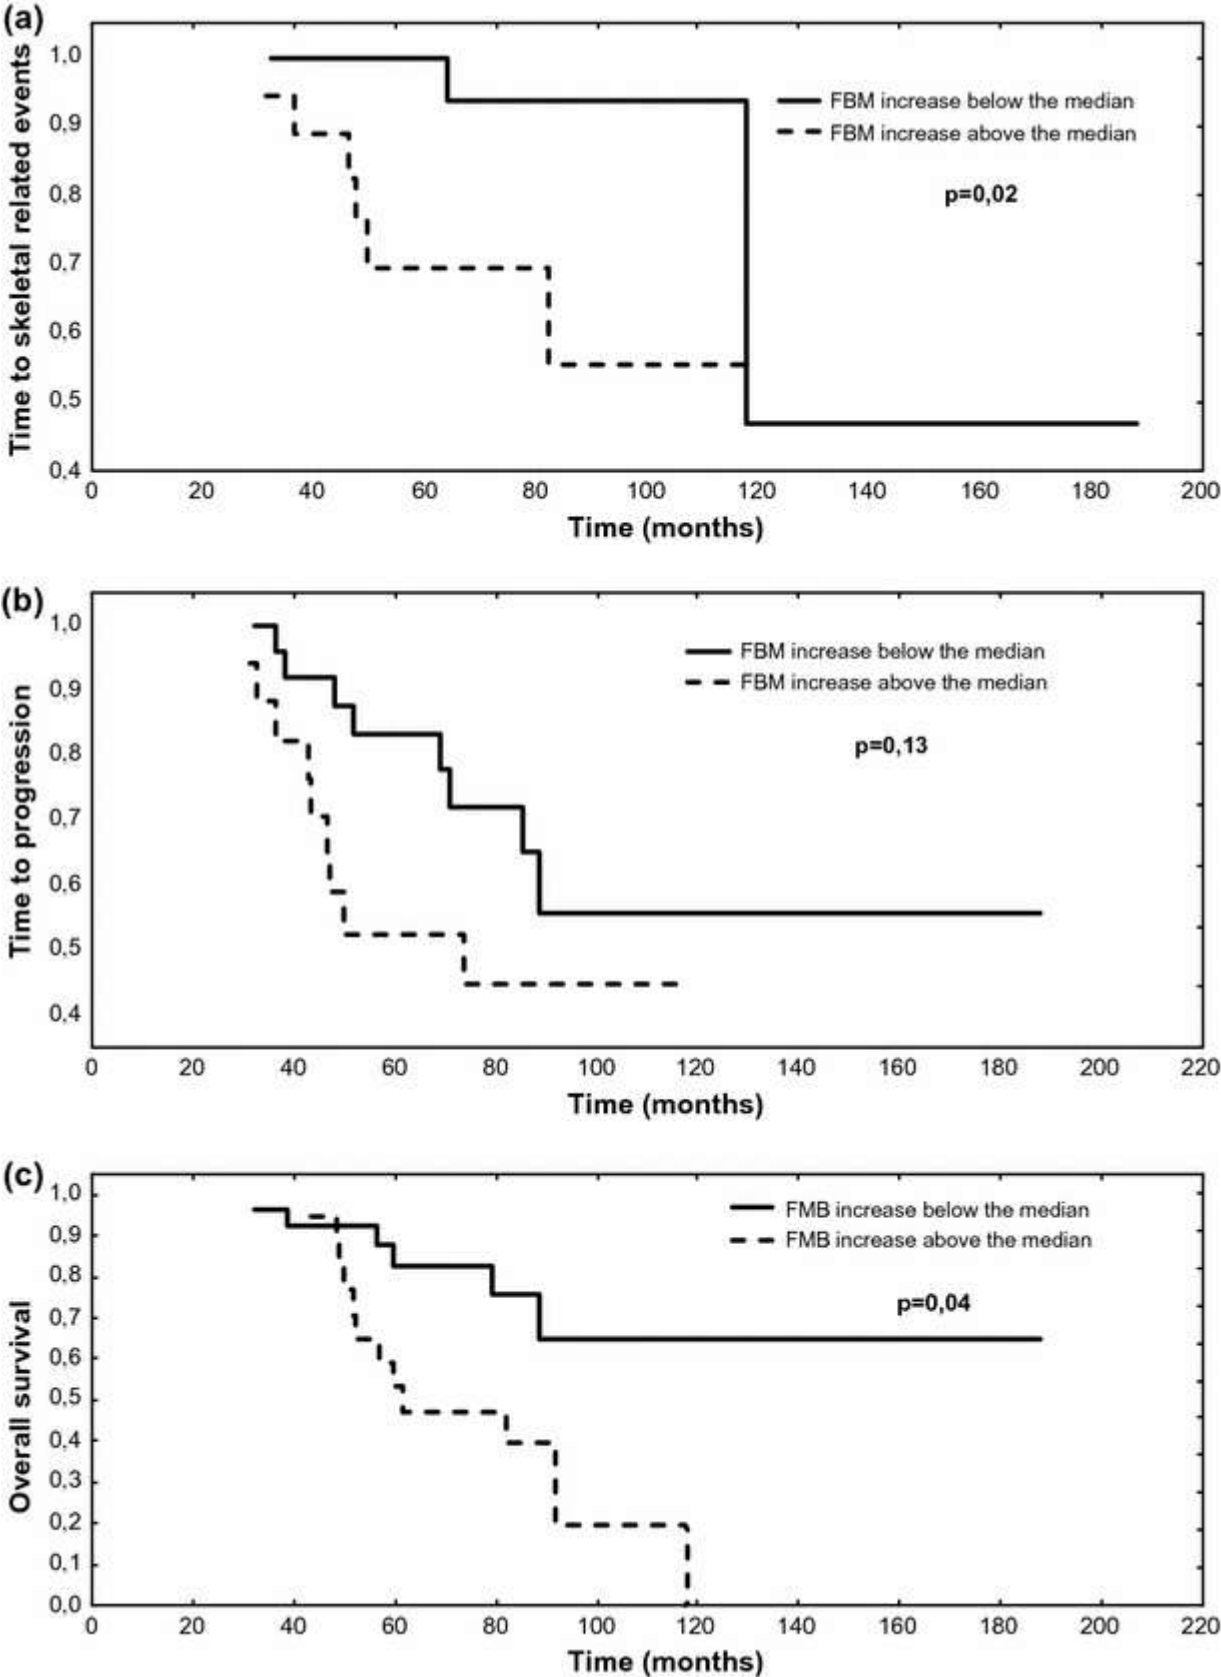 (a)
Time to skeletal related events
1,0
0,9
0,8
0,7
0,6
0,5
0,4
FBM increase below the median
FBM increase above the median
p=0,02
0 20 40 60 80 100 120 140 160 180 200
Time (months)
(b)
Time to progression
1,0
0,9
0,8
0,7
0,6
0,5
0,4
FBM increase below the median
FBM increase above the median
p=0,13
0 20 40 60 80 100 120 140 160 180 200 220
Time (months)
(c)
Overall survival
1,0
0,9
0,8
0,7
0,6
0,5
0,4
0,3
0,2
0,1
0,0
FMB increase below the median
FMB increase above the median
p=0,04
0 20 40 60 80 100 120 140 160 180 200 220
Time (months)